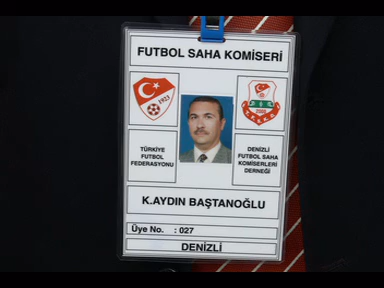 FUTBOL SAHA KOMİSERİ
1923
TÜRKİYE
FUTBOL
FEDERASYONU
DENİZLİ
FUTBOL SAHA
KOMİSERLERİ
DERNEĞİ
K.AYDIN BAŞTANOĞLU
Üye No. : 027
DENİZLİ